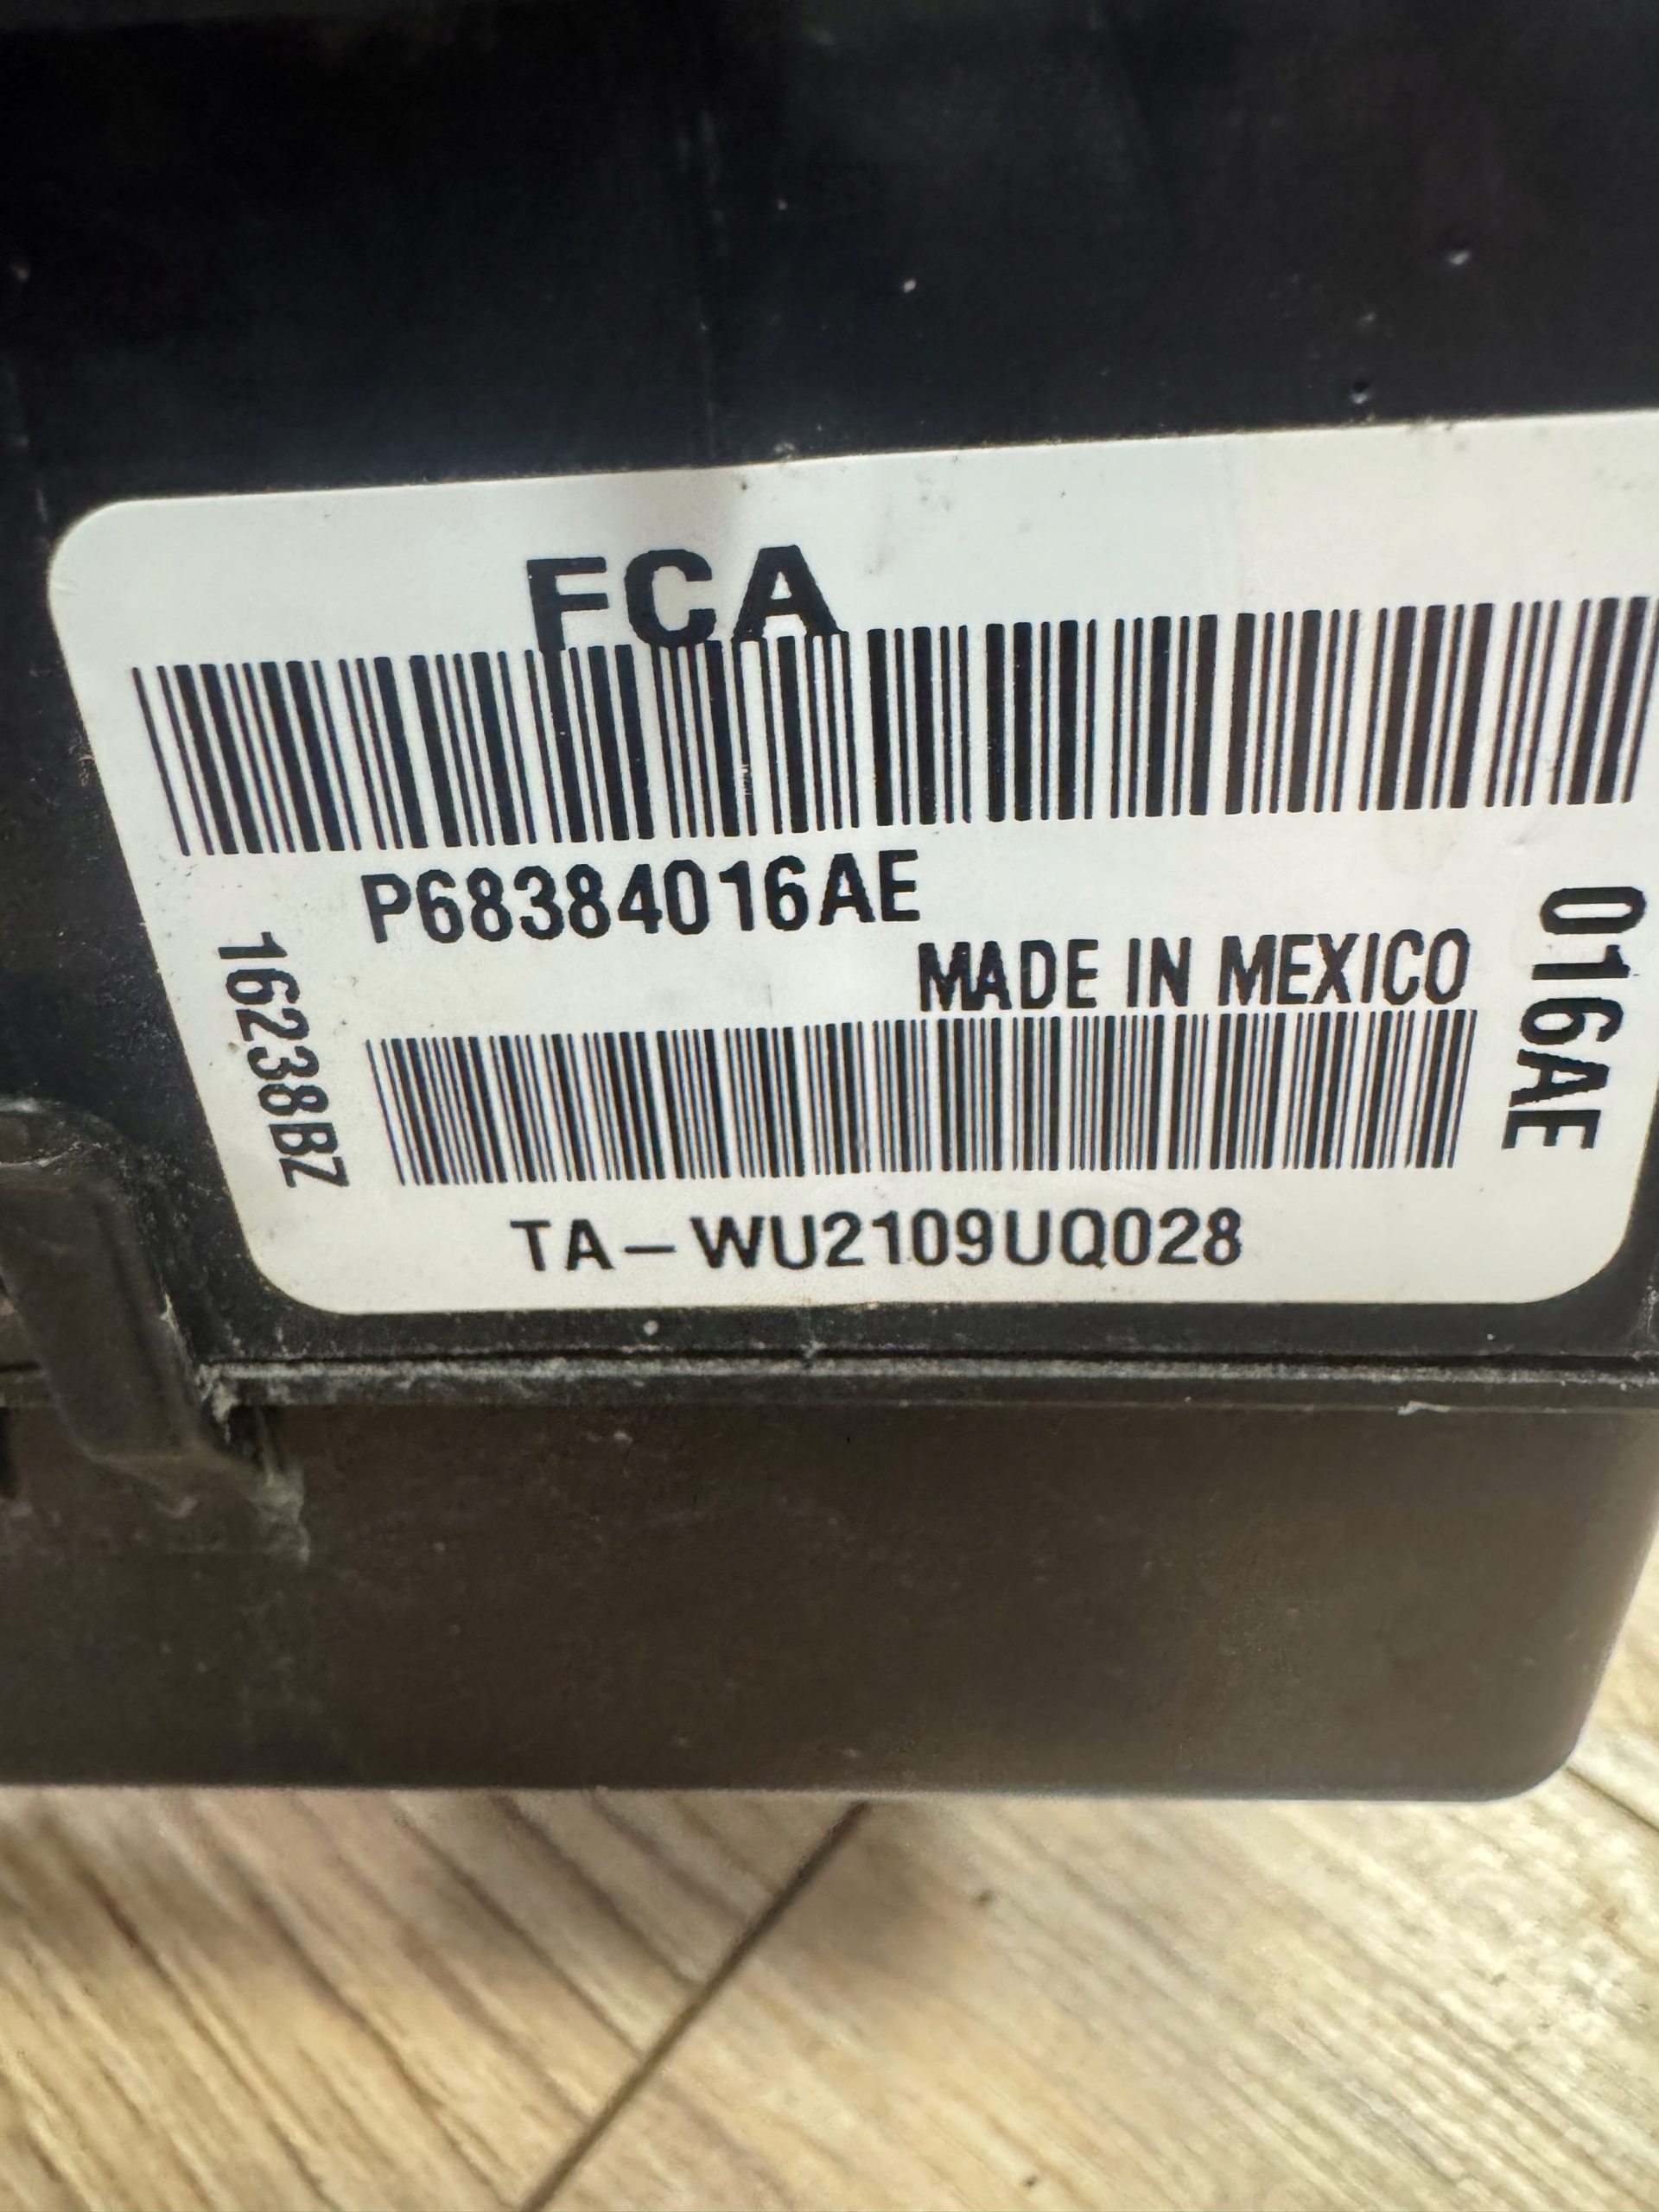 FCA
P68384016AE
MADE IN MEXICO
016AE
16238BZ
TA-WU2109UQ028